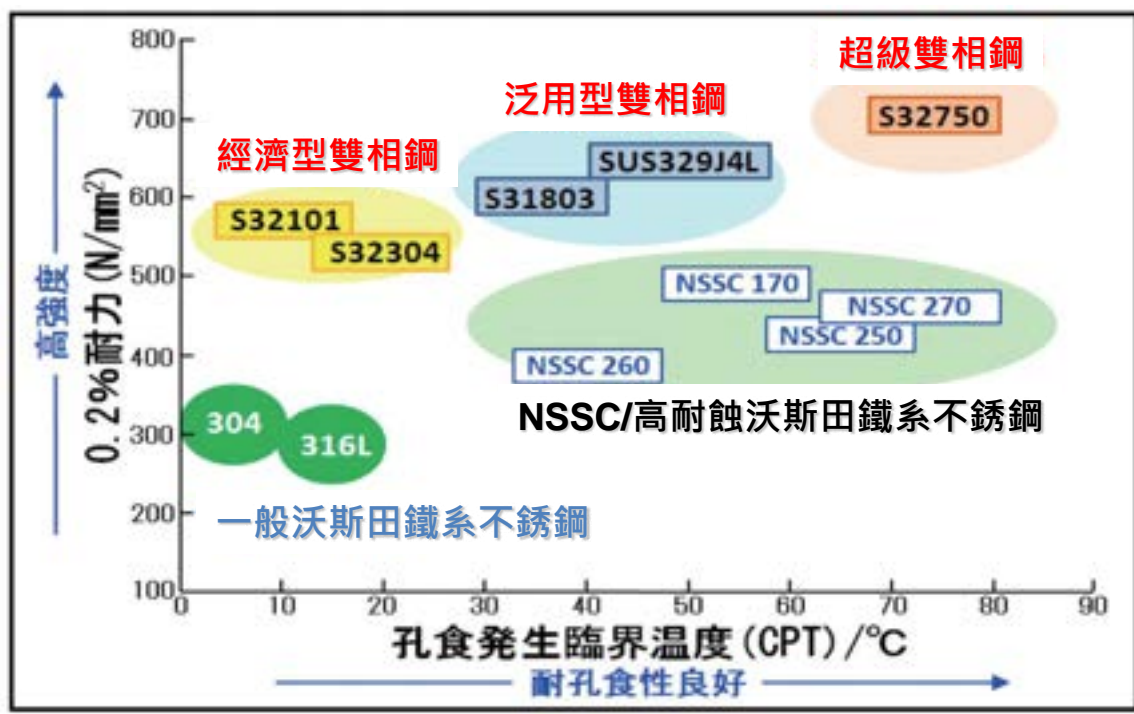 800
700
600
500
400
300
200
100
0
10
20
30
40
50
60
70
80
90
高強度
0.2%耐力(N/mm²)
超級雙相鋼
S32750
泛用型雙相鋼
SUS329J4L
S31803
經濟型雙相鋼
S32101
S32304
NSSC 170
NSSC 270
NSSC 250
NSSC 260
NSSC/高耐蝕沃斯田鐵系不銹鋼
304
316L
一般沃斯田鐵系不銹鋼
孔食発生臨界温度(CPT)/℃
耐孔食性良好